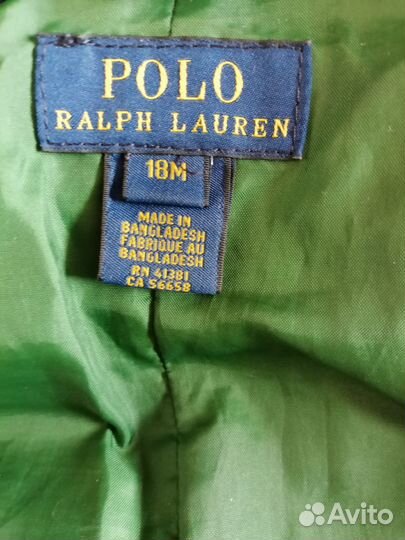 POLO
RALPH LAUREN
18M
MADE IN
BANGLADESH
FABRIQUE AU
BANGLADESH
RN 41381
CA 56658
Avito